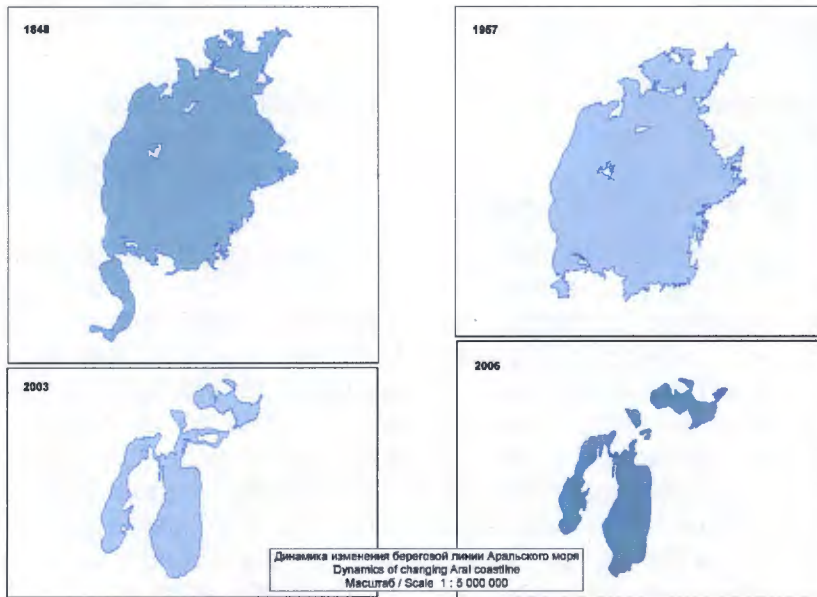 1848
1957
2003
2006
Динамика изменения береговой линии Аральского моря
Dynamics of changing Aral coastline
Масштаб / Scale 1 : 5 000 000